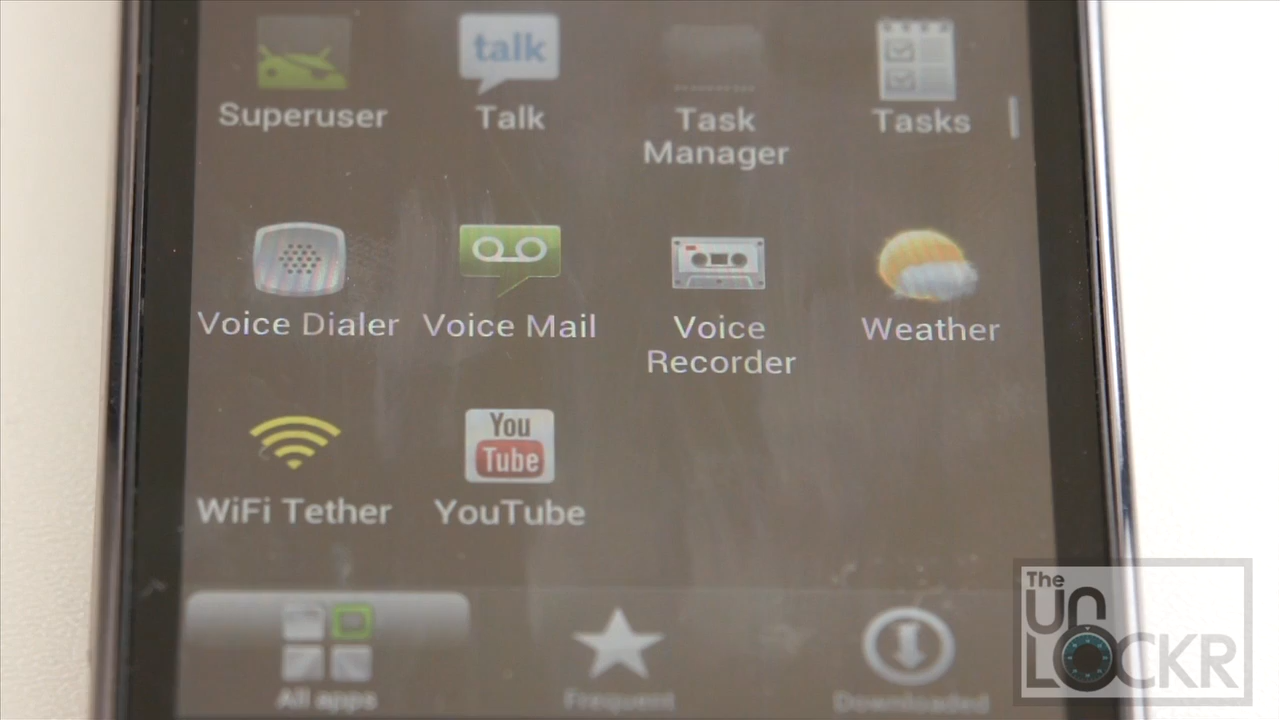 talk
Superuser
Talk
Task
Manager
Tasks
Voice Dialer
Voice Mail
Voice
Recorder
Weather
You
Tube
WiFi Tether
YouTube
All apps
Frequent
Downloaded
The
UN
LOCKR